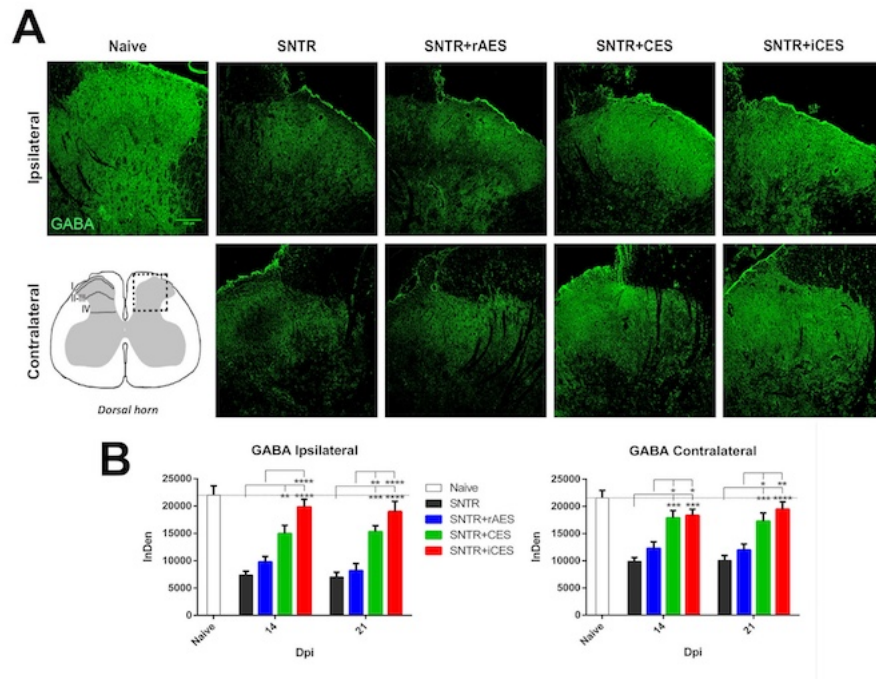 A
Naive SNTR SNTR+rAES SNTR+CES SNTR+iCES
Ipsilateral
GABA
Contralateral
I
II-III
IV
Dorsal horn
B
GABA Ipsilateral
InDen
25000
20000
15000
10000
5000
0
**** ** ****
** **** *** ****
Naive 14 21
Dpi
Naive
SNTR
SNTR+rAES
SNTR+CES
SNTR+iCES
GABA Contralateral
InDen
25000
20000
15000
10000
5000
0
* * * **
*** *** *** ****
Naive 14 21
Dpi